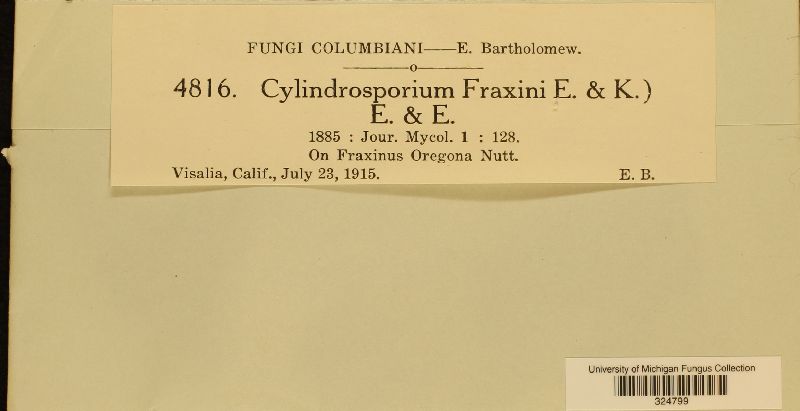 FUNGI COLUMBIANI——E. Bartholomew.
o
4816. Cylindrosporium Fraxini E. & K.)
E. & E.
1885 : Jour. Mycol. 1 : 128.
On Fraxinus Oregona Nutt.
Visalia, Calif., July 23, 1915. E. B.
University of Michigan Fungus Collection
324799